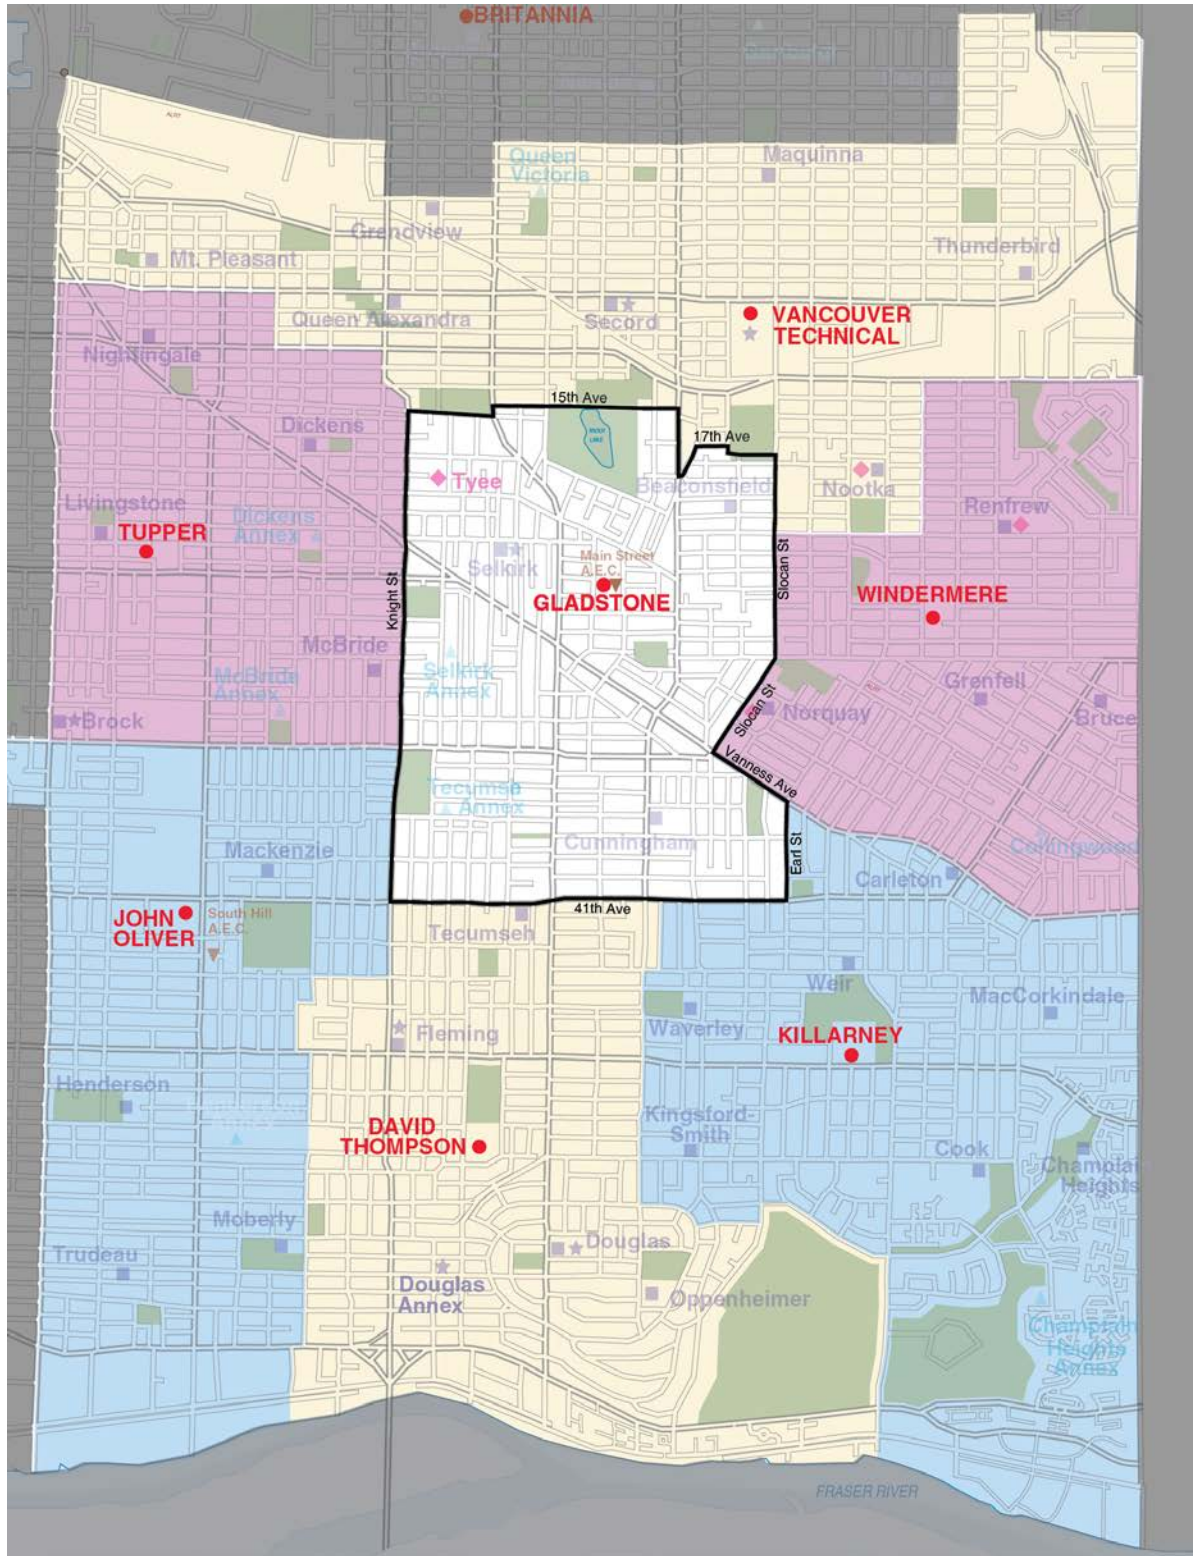 BRITANNIA
Queen
Victoria
Maquinna
Grandview
Mt. Pleasant
Thunderbird
Queen Alexandra
Secord
VANCOUVER
TECHNICAL
Nightingale
15th Ave
Dickens
17th Ave
TROUT
LAKE
Tyee
Beaconsfield
Nootka
Livingstone
Renfrew
TUPPER
Dickens
Annex
Main Street
A.E.C.
Selkirk
Slocan St
Knight St
GLADSTONE
WINDERMERE
McBride
Selkirk
Annex
McBride
Annex
Grenfell
Slocan St
Norquay
Brock
Bruce
Vanness Ave
Tecumseh
Annex
Cunningham
Earl St
Mackenzie
Collingwood
Carleton
41th Ave
JOHN
OLIVER
South Hill
A.E.C.
Tecumseh
Weir
MacCorkindale
Fleming
Waverley
KILLARNEY
Henderson
Kingsford-
Smith
DAVID
THOMPSON
Cook
Champlain
Heights
Moberly
Trudeau
Douglas
Douglas
Annex
Oppenheimer
Champlain
Heights
Annex
FRASER RIVER